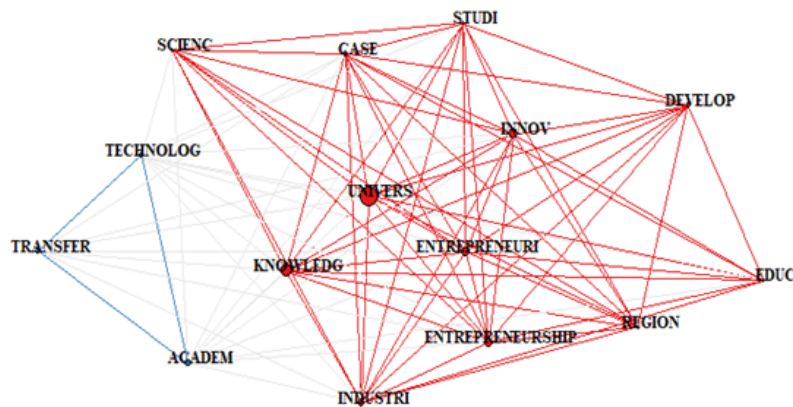 STUDI
SCIENC
CASE
DEVELOP
INNOV
TECHNOLOG
UNIVERS
TRANSFER
ENTREPRENEURI
KNOWLEDG
EDUC
REGION
ENTREPRENEURSHIP
ACADEM
INDUSTRI